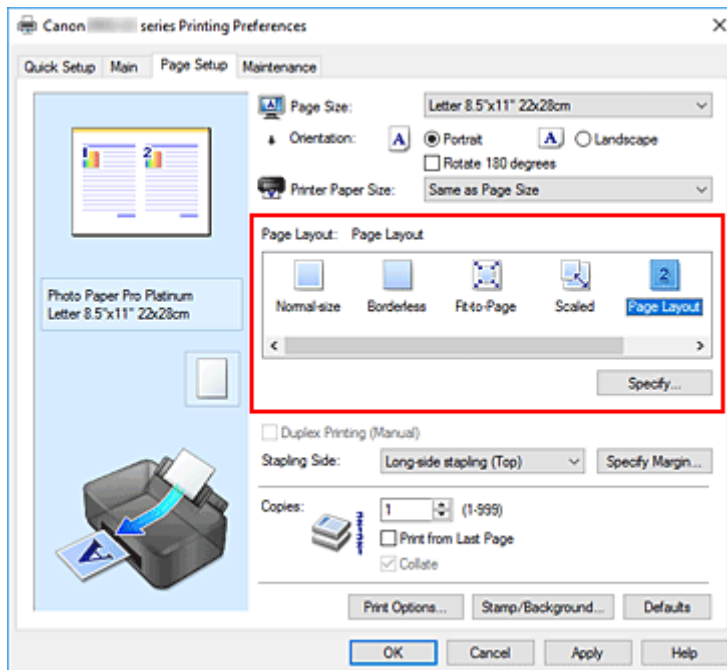 Canon series Printing Preferences
Quick Setup Main Page Setup Maintenance
1 2
Photo Paper Pro Platinum
Letter 8.5"x11" 22x28cm
A
Page Size: Letter 8.5"x11" 22x28cm
Orientation: A Portrait A Landscape
Rotate 180 degrees
Printer Paper Size: Same as Page Size
Page Layout: Page Layout
2
Normal-size Borderless Fit-to-Page Scaled Page Layout
Specify...
Duplex Printing (Manual)
Stapling Side: Long-side stapling (Top) Specify Margin...
Copies: 1 (1-999)
Print from Last Page
Collate
Print Options... Stamp/Background... Defaults
OK Cancel Apply Help